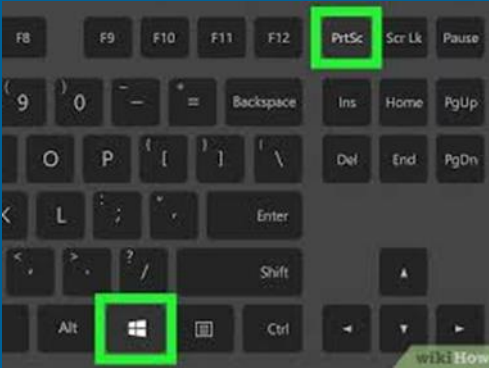 F8 F9 F10 F11 F12 PrtSc Scr Lk Pause
( 9 ) 0 _ - + = Backspace Ins Home PgUp
O P { [ } ] | \ Del End PgDn
K L : ; " ' Enter
< , > . ? / Shift
Alt Ctrl
wikiHow